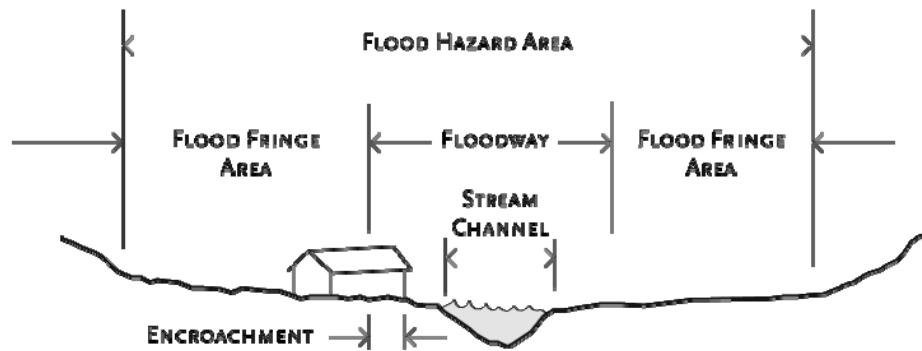 FLOOD HAZARD AREA
FLOOD FRINGE
AREA
FLOODWAY
FLOOD FRINGE
AREA
STREAM
CHANNEL
ENCROACHMENT